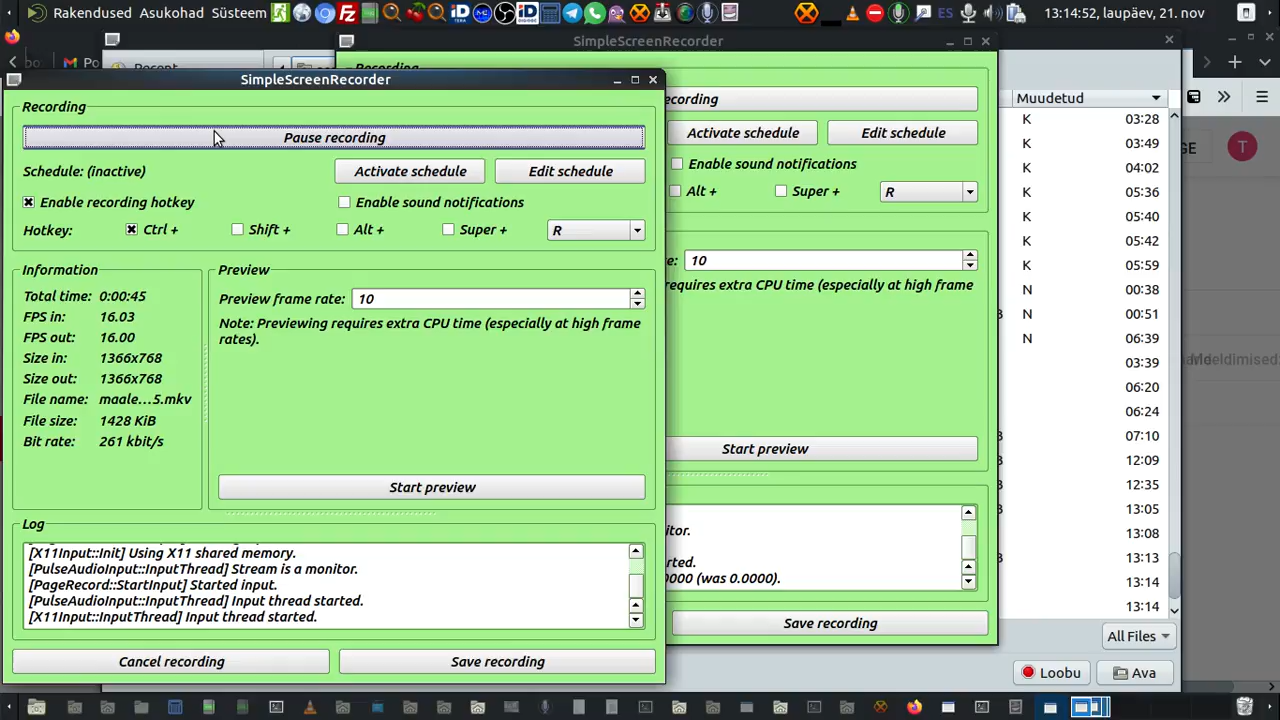 Rakendused Asukohad Süsteem
ES
13:14:52, laupäev, 21. nov
Recent
SimpleScreenRecorder
Muudetud
SimpleScreenRecorder
Recording
Pause recording
Schedule: (inactive)
Activate schedule
Edit schedule
Enable recording hotkey
Enable sound notifications
Hotkey:
Ctrl +
Shift +
Alt +
Super +
R
Information
Total time: 0:00:45
FPS in: 16.03
FPS out: 16.00
Size in: 1366x768
Size out: 1366x768
File name: maale...5.mkv
File size: 1428 KiB
Bit rate: 261 kbit/s
Preview
Preview frame rate: 10
Note: Previewing requires extra CPU time (especially at high frame
rates).
Start preview
Log
[X11Input::Init] Using X11 shared memory.
[PulseAudioInput::InputThread] Stream is a monitor.
[PageRecord::StartInput] Started input.
[PulseAudioInput::InputThread] Input thread started.
[X11Input::InputThread] Input thread started.
Cancel recording
Save recording
ecording
Activate schedule
Edit schedule
Enable sound notifications
Alt +
Super +
R
e: 10
requires extra CPU time (especially at high frame
Start preview
itor.
rted.
0000 (was 0.0000).
Save recording
K 03:28
K 03:49
K 04:02
K 05:36
K 05:40
K 05:42
K 05:59
N 00:38
N 00:51
N 06:39
03:39
06:20
06:24
07:10
12:09
12:35
13:05
13:08
13:13
13:14
13:14
All Files
Loobu
Ava
GE
T